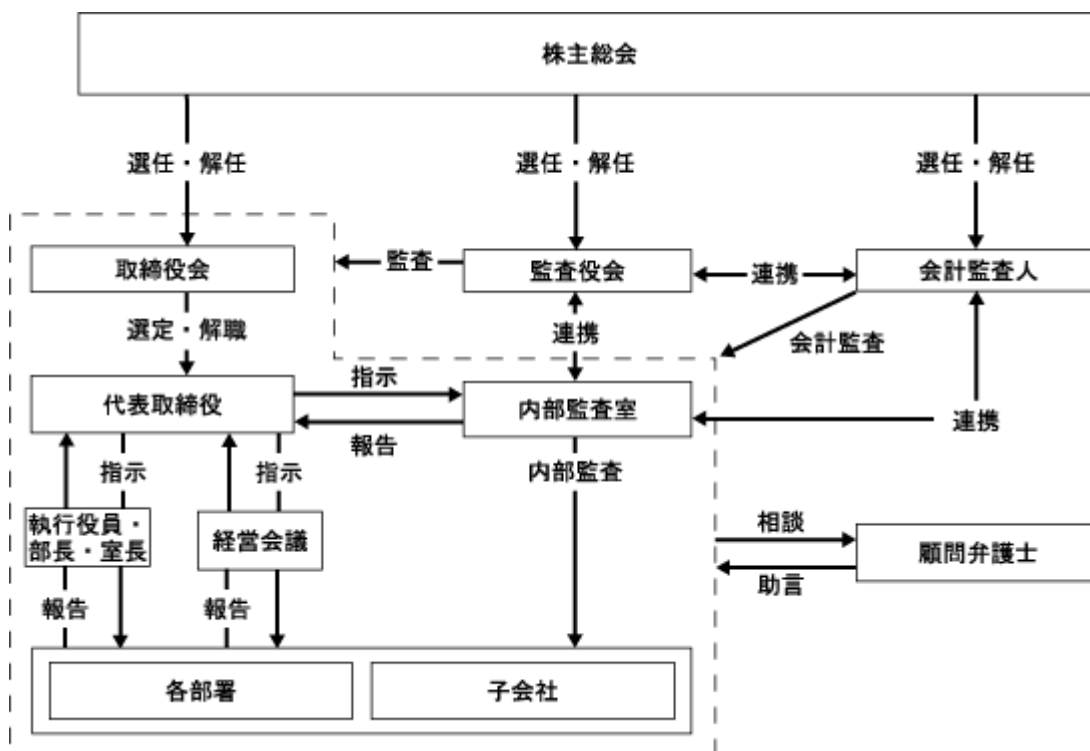 株主総会
選任・解任
選任・解任
選任・解任
取締役会
監査
監査役会
連携
会計監査人
選定・解職
連携
会計監査
代表取締役
指示
報告
内部監査室
連携
指示
指示
内部監査
執行役員・
部長・室長
経営会議
相談
助言
顧問弁護士
報告
報告
各部署
子会社